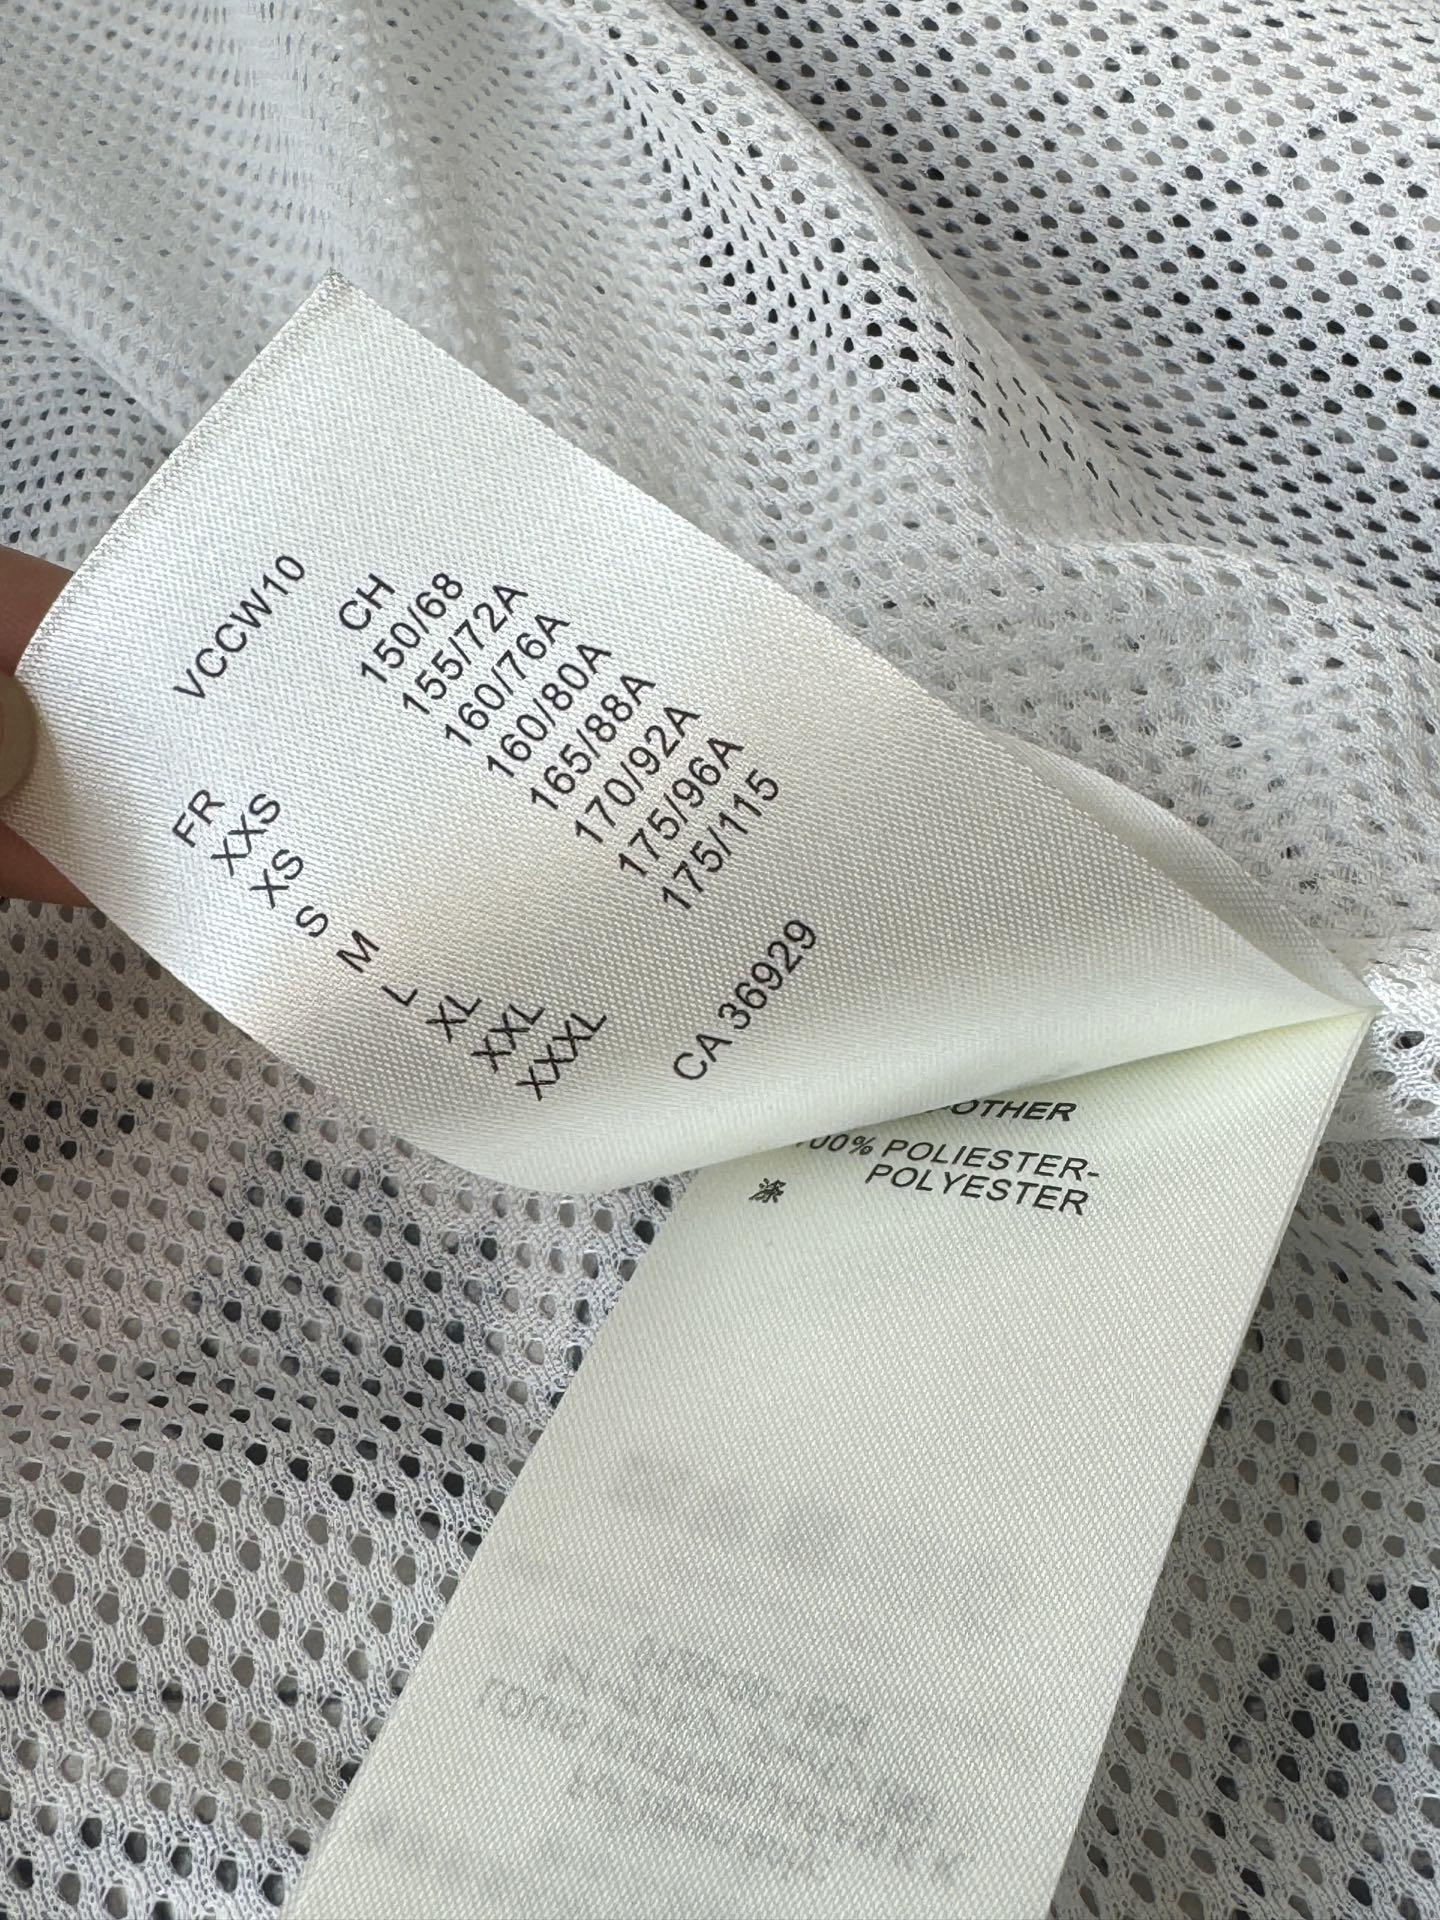 VCCW10
FR CH
XXS 150/68
XS 155/72A
S 160/76A
M 160/80A
L 165/88A
XL 170/92A
XXL 175/96A
XXXL 175/115
CA 36929
OTHER
POLIESTER-
POLYESTER
涤